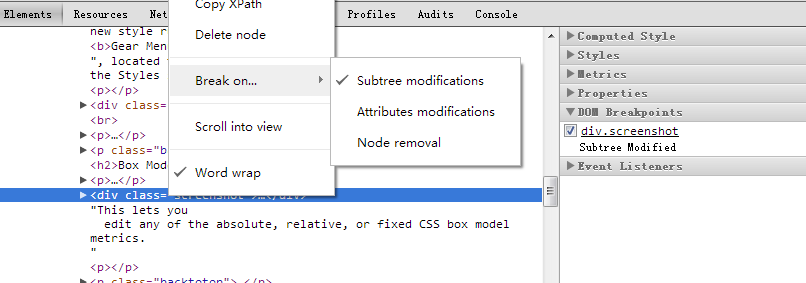 Elements Resources Net Profiles Audits Console
Copy XPath
Delete node
Break on...
Scroll into view
Word wrap
Subtree modifications
Attributes modifications
Node removal
new style r
<b>Gear Men
", located
the Styles
<p></p>
<div class=
<br>
<p>…</p>
<p class="b
<h2>Box Mod
<p>…</p>
<div class="screenshot">…</div>
"This lets you
edit any of the absolute, relative, or fixed CSS box model
metrics.
"
<p></p>
<p class="backtotop">…</p>
Computed Style
Styles
Metrics
Properties
DOM Breakpoints
div.screenshot
Subtree Modified
Event Listeners